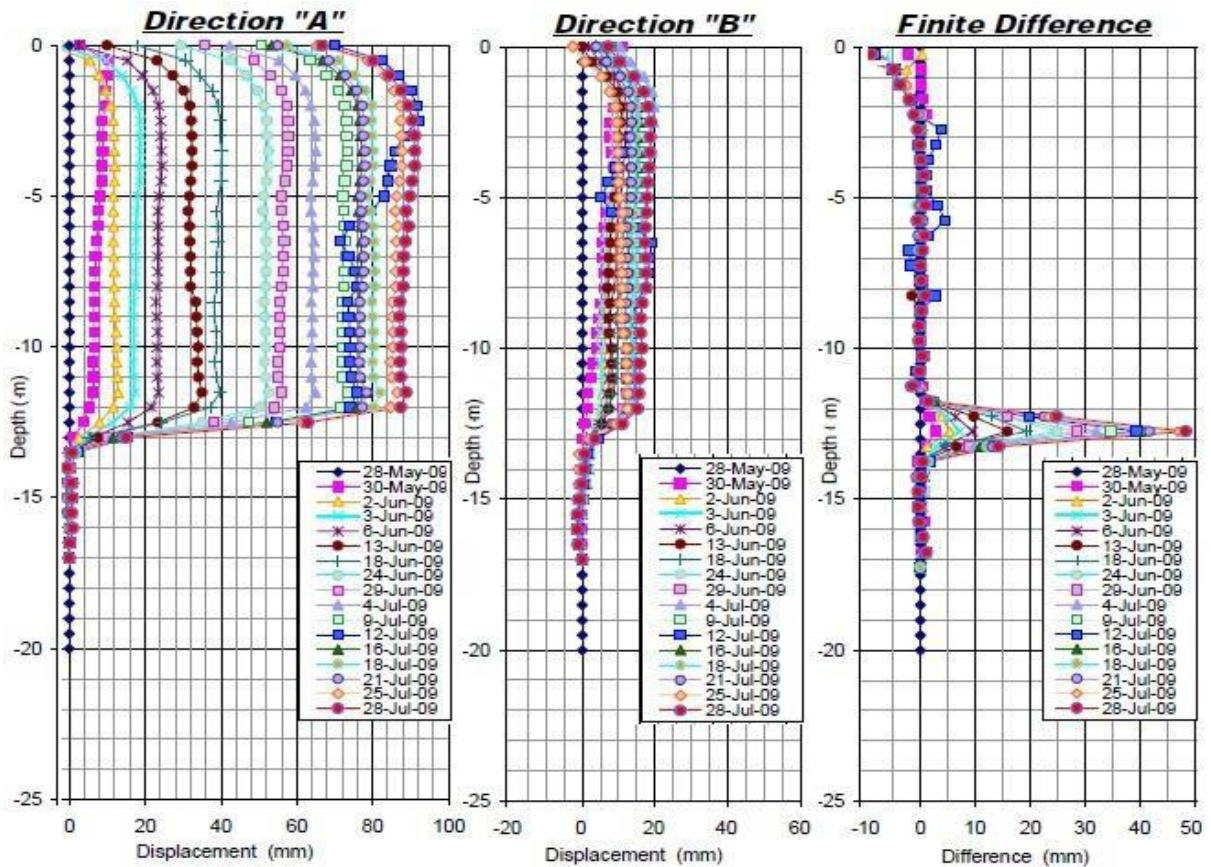 Direction "A"
0
-5
-10
-15
-20
-25
Depth (-m)
28-May-09
30-May-09
2-Jun-09
3-Jun-09
6-Jun-09
13-Jun-09
18-Jun-09
24-Jun-09
29-Jun-09
4-Jul-09
9-Jul-09
12-Jul-09
16-Jul-09
18-Jul-09
21-Jul-09
25-Jul-09
28-Jul-09
0 20 40 60 80 100
Displacement (mm)
Direction "B"
0
-5
-10
-15
-20
-25
Depth (-m)
28-May-09
30-May-09
2-Jun-09
3-Jun-09
6-Jun-09
13-Jun-09
18-Jun-09
24-Jun-09
29-Jun-09
4-Jul-09
9-Jul-09
12-Jul-09
16-Jul-09
18-Jul-09
21-Jul-09
25-Jul-09
28-Jul-09
-20 0 20 40 60
Displacement (mm)
Finite Difference
0
-5
-10
-15
-20
-25
Depth (-m)
28-May-09
30-May-09
2-Jun-09
3-Jun-09
6-Jun-09
13-Jun-09
18-Jun-09
24-Jun-09
29-Jun-09
4-Jul-09
9-Jul-09
12-Jul-09
16-Jul-09
18-Jul-09
21-Jul-09
25-Jul-09
28-Jul-09
-10 0 10 20 30 40 50
Difference (mm)